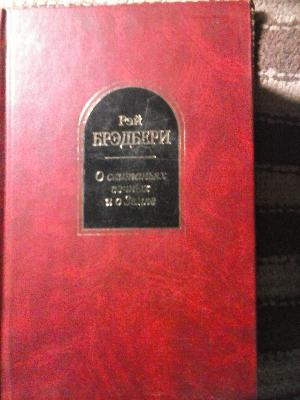 Рэй
БРЭДБЕРИ
О скитаньях
вечных
и о Земле